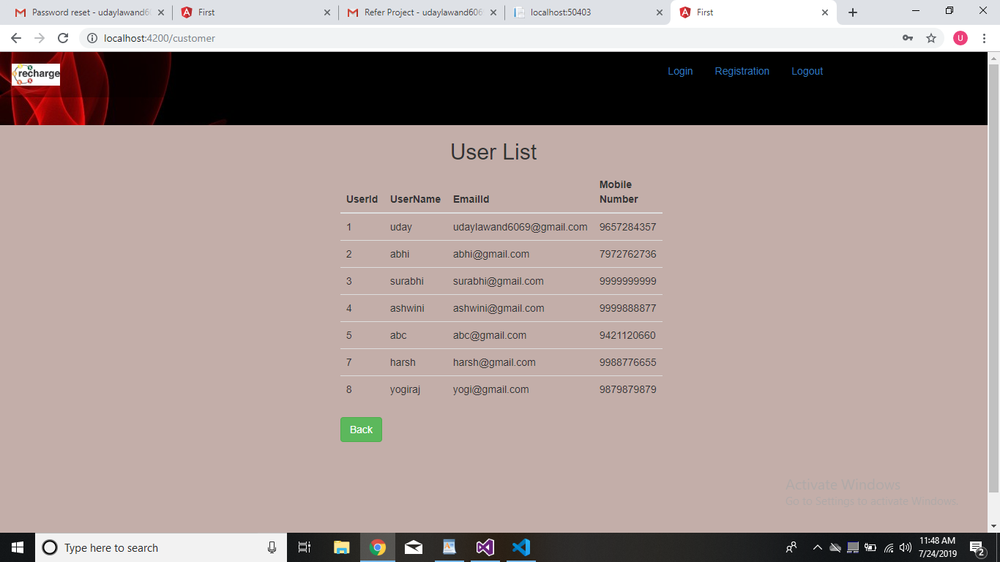 Password reset - udaylawand6
First
Refer Project - udaylawand606
localhost:50403
First
localhost:4200/customer
U
recharge
Login Registration Logout
User List
UserId UserName EmailId Mobile Number
1 uday udaylawand6069@gmail.com 9657284357
2 abhi abhi@gmail.com 7972762736
3 surabhi surabhi@gmail.com 9999999999
4 ashwini ashwini@gmail.com 9999888877
5 abc abc@gmail.com 9421120660
7 harsh harsh@gmail.com 9988776655
8 yogiraj yogi@gmail.com 9879879879
Back
Activate Windows
Go to Settings to activate Windows.
Type here to search
11:48 AM
7/24/2019
2